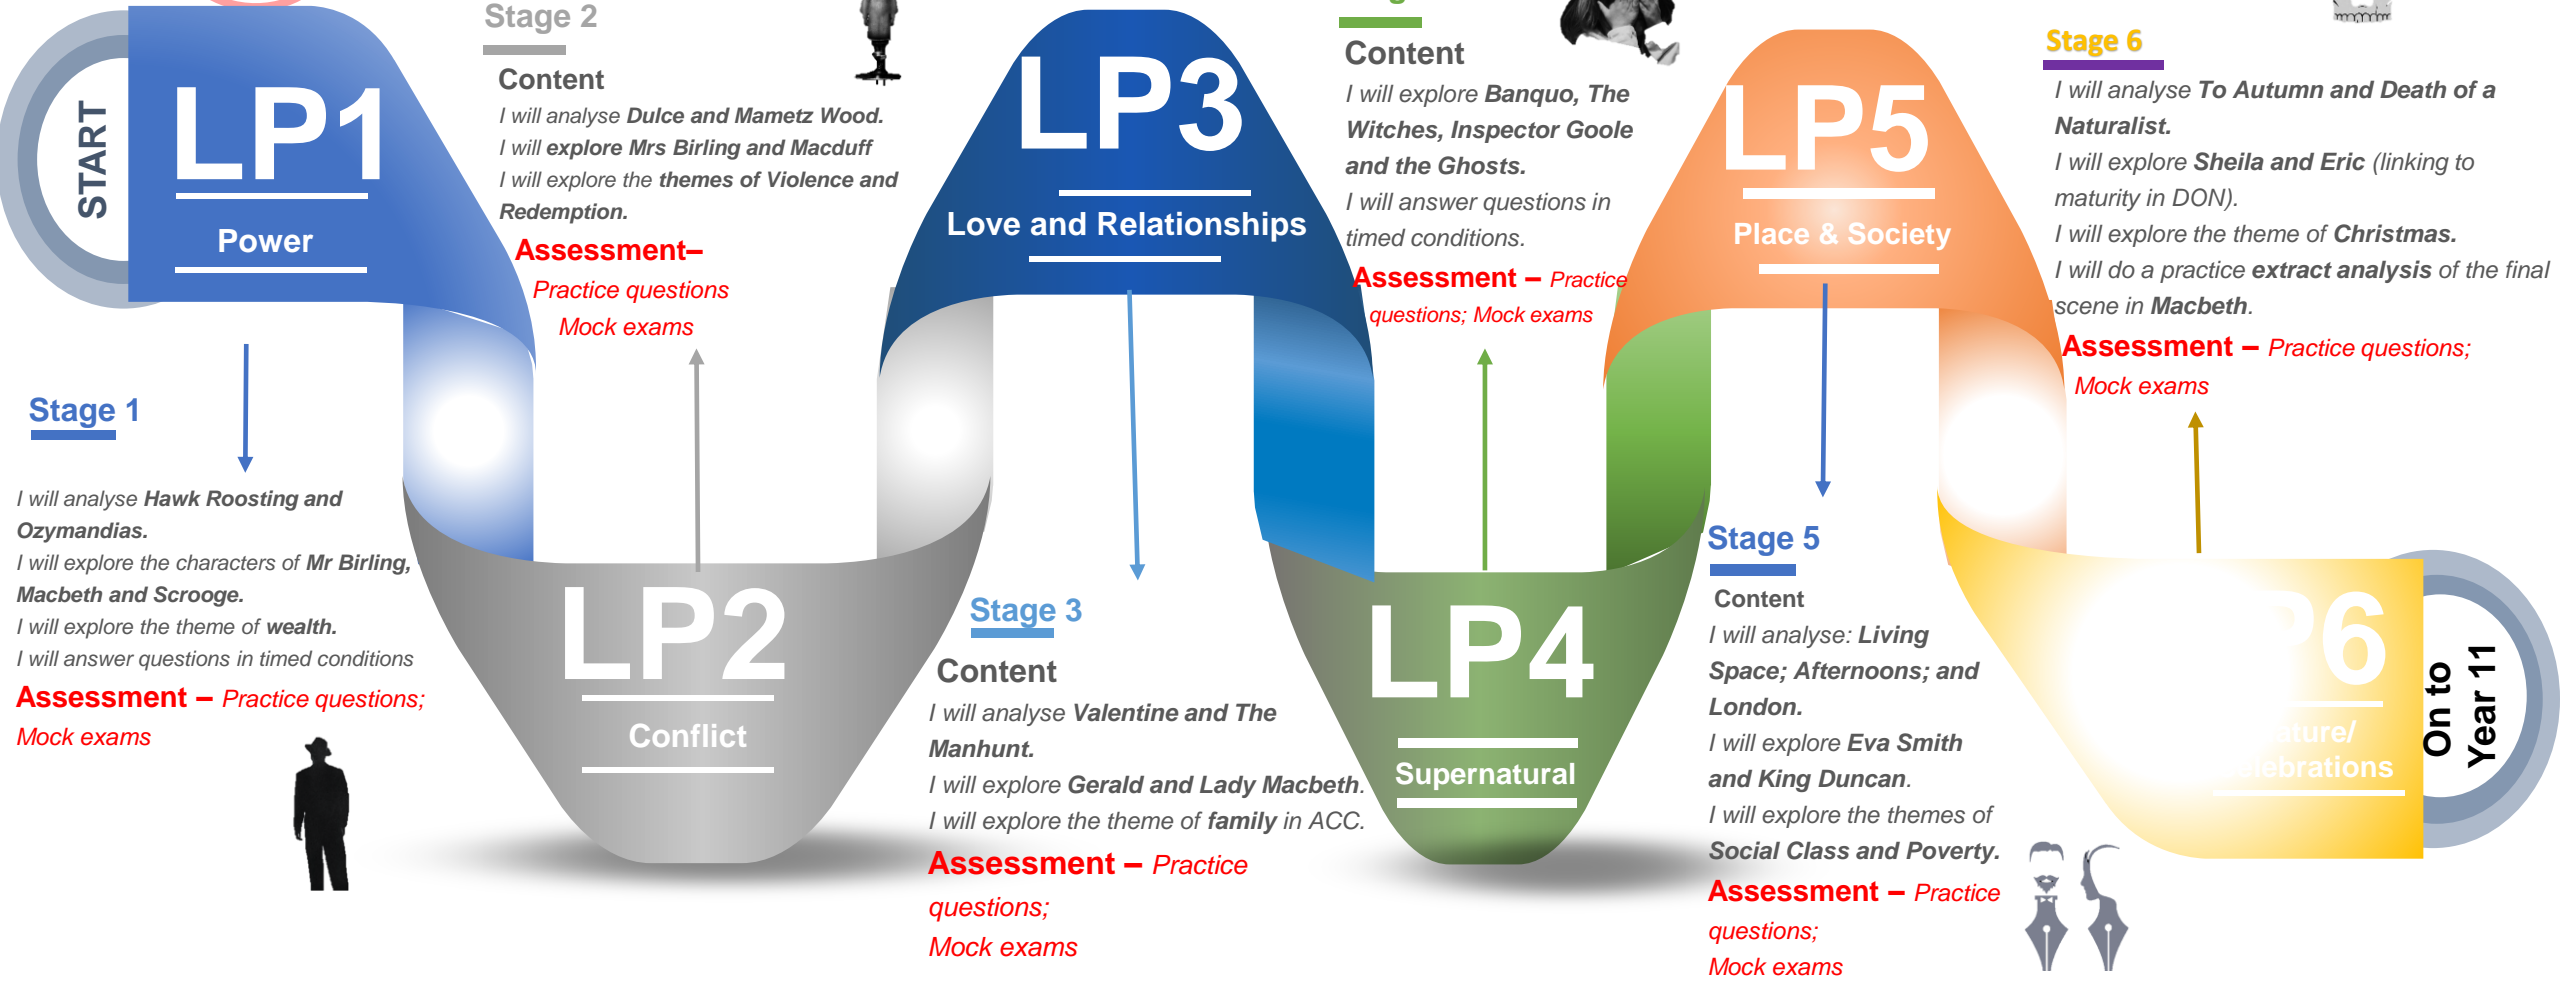 START
LP1
Power
Stage 1
I will analyse Hawk Roosting and
Ozymandias.
I will explore the characters of Mr Birling,
Macbeth and Scrooge.
I will explore the theme of wealth.
I will answer questions in timed conditions
Assessment – Practice questions;
Mock exams
Stage 2
Content
I will analyse Dulce and Mametz Wood.
I will explore Mrs Birling and Macduff
I will explore the themes of Violence and
Redemption.
Assessment–
Practice questions
Mock exams
LP2
Conflict
LP3
Love and Relationships
Stage 3
Content
I will analyse Valentine and The
Manhunt.
I will explore Gerald and Lady Macbeth.
I will explore the theme of family in ACC.
Assessment – Practice
questions;
Mock exams
Content
I will explore Banquo, The
Witches, Inspector Goole
and the Ghosts.
I will answer questions in
timed conditions.
Assessment – Practice
questions; Mock exams
LP4
Supernatural
LP5
Place & Society
Stage 5
Content
I will analyse: Living
Space; Afternoons; and
London.
I will explore Eva Smith
and King Duncan.
I will explore the themes of
Social Class and Poverty.
Assessment – Practice
questions;
Mock exams
Stage 6
I will analyse To Autumn and Death of a
Naturalist.
I will explore Sheila and Eric (linking to
maturity in DON).
I will explore the theme of Christmas.
I will do a practice extract analysis of the final
scene in Macbeth.
Assessment – Practice questions;
Mock exams
P6
ature/
lebrations
On to
Year 11